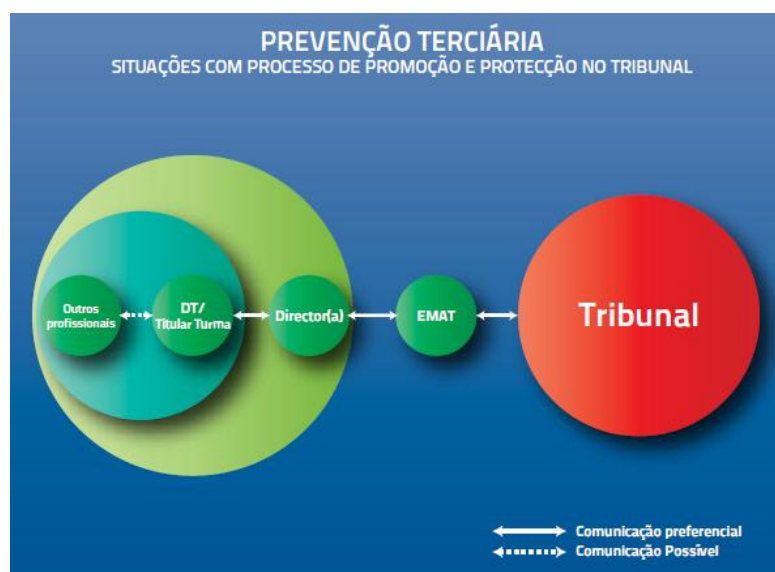 PREVENÇÃO TERCIÁRIA
SITUAÇÕES COM PROCESSO DE PROMOÇÃO E PROTECÇÃO NO TRIBUNAL
Outros
profissionais
DT/
Titular Turma
Director(a)
EMAT
Tribunal
Comunicação preferencial
Comunicação Possível